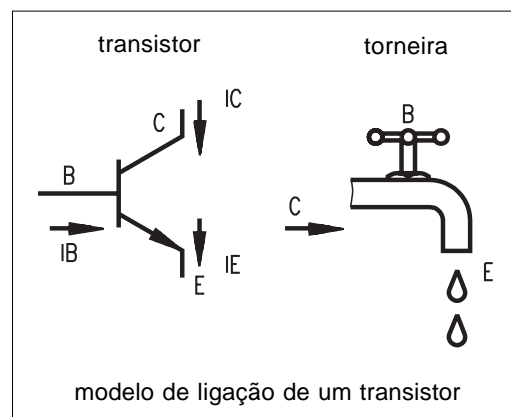 transistor
torneira
C
IC
B
IB
E
IE
B
C
E
modelo de ligação de um transistor